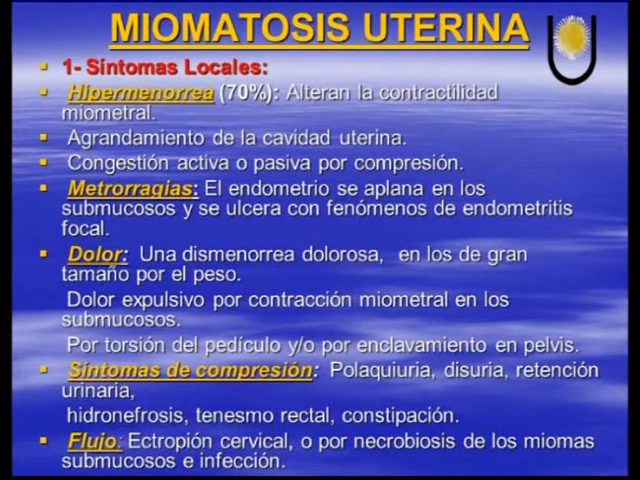 MIOMATOSIS UTERINA
1- Síntomas Locales:
Hipermenorrea (70%): Alteran la contractilidad
miometral.
Agrandamiento de la cavidad uterina.
Congestión activa o pasiva por compresión.
Metrorragias: El endometrio se aplana en los
submucosos y se ulcera con fenómenos de endometritis
focal.
Dolor: Una dismenorrea dolorosa, en los de gran
tamaño por el peso.
Dolor expulsivo por contracción miometral en los
submucosos.
Por torsión del pedículo y/o por enclavamiento en pelvis.
Síntomas de compresión: Polaquiuria, disuria, retención
urinaria,
hidronefrosis, tenesmo rectal, constipación.
Flujo: Ectropión cervical, o por necrobiosis de los miomas
submucosos e infección.